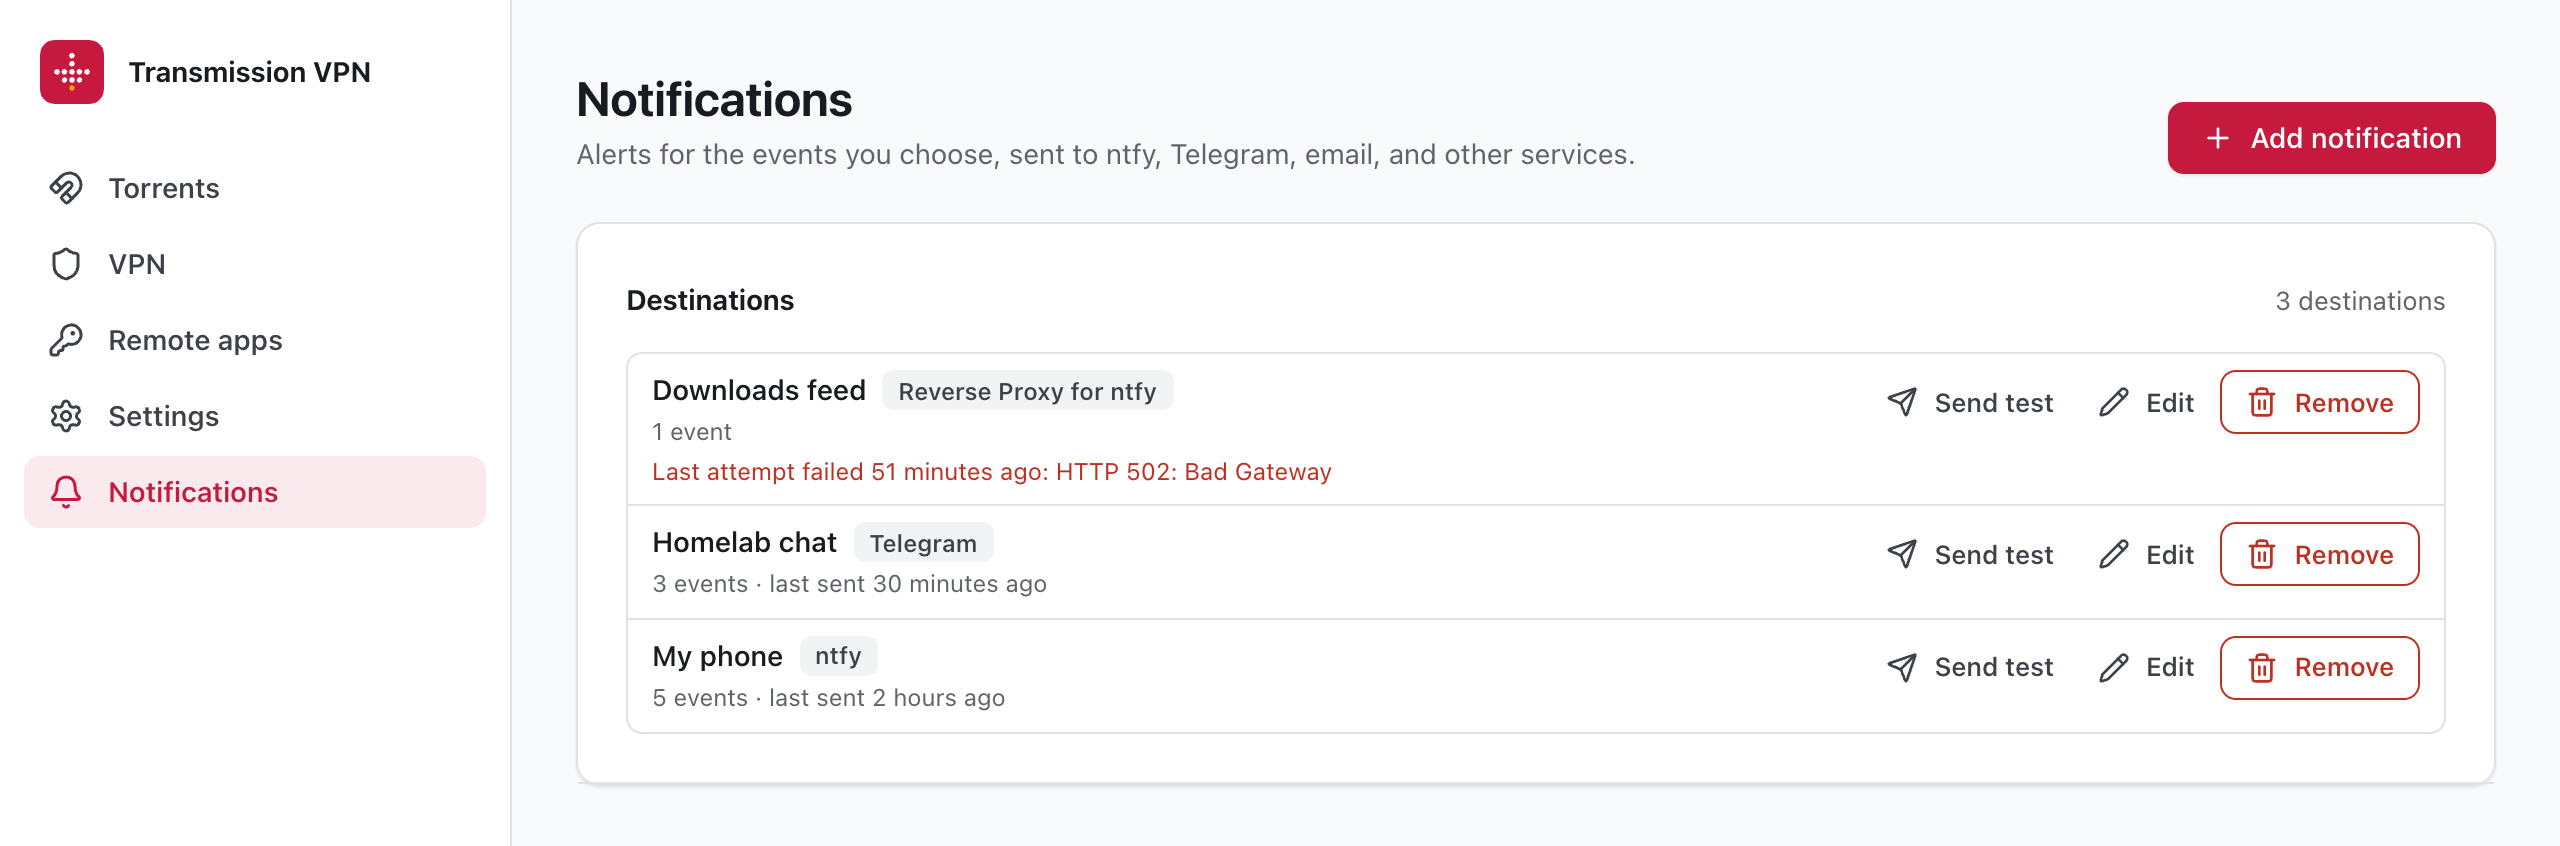 Transmission VPN
Torrents
VPN
Remote apps
Settings
Notifications
Notifications
Alerts for the events you choose, sent to ntfy, Telegram, email, and other services.
Add notification
Destinations
3 destinations
Downloads feed Reverse Proxy for ntfy
1 event
Last attempt failed 51 minutes ago: HTTP 502: Bad Gateway
Send test Edit Remove
Homelab chat Telegram
3 events · last sent 30 minutes ago
Send test Edit Remove
My phone ntfy
5 events · last sent 2 hours ago
Send test Edit Remove